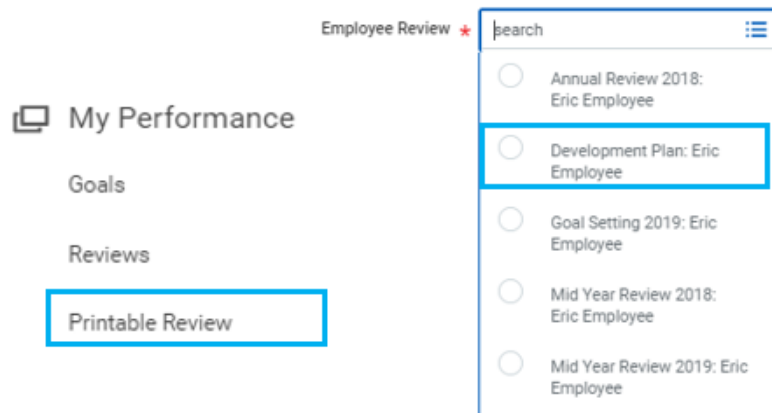 Employee Review *
search
Annual Review 2018:
Eric Employee
My Performance
Development Plan: Eric
Employee
Goals
Goal Setting 2019: Eric
Employee
Reviews
Mid Year Review 2018:
Eric Employee
Printable Review
Mid Year Review 2019: Eric
Employee